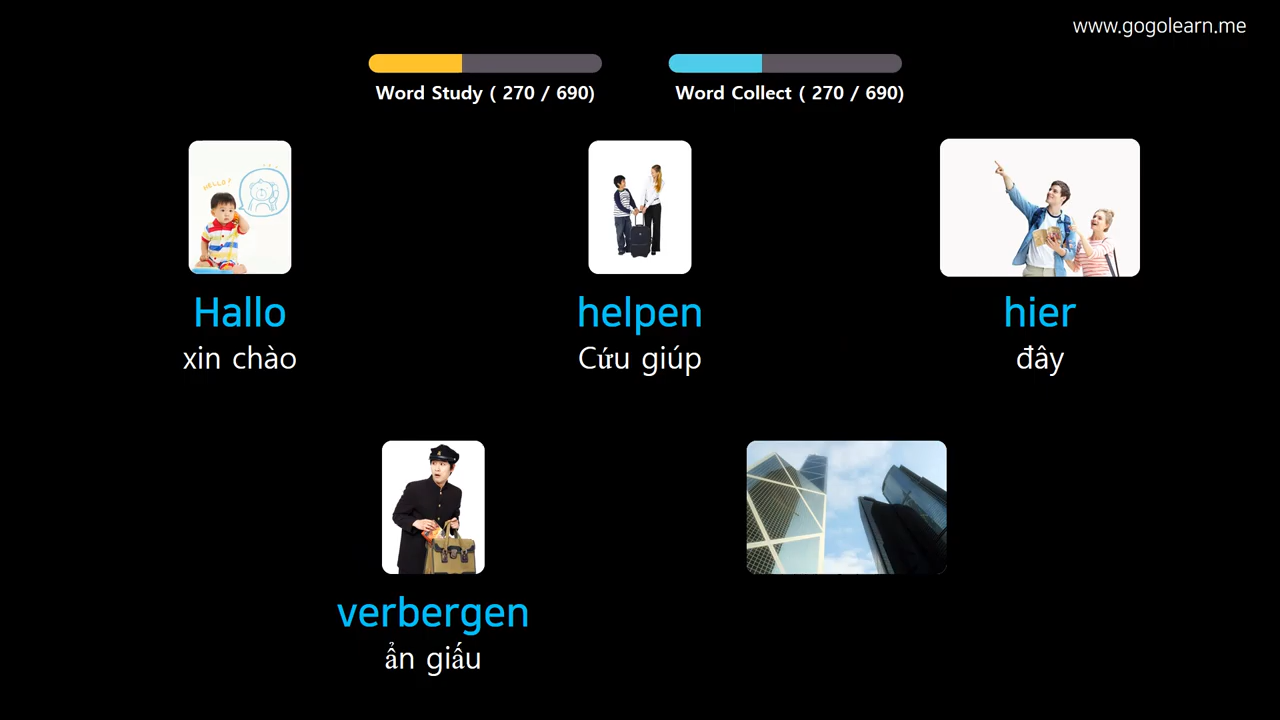 www.gogolearn.me
Word Study ( 270 / 690)
Word Collect ( 270 / 690)
HELLO!
Hallo
helpen
hier
xin chào
Cứu giúp
đây
verbergen
ẩn giấu